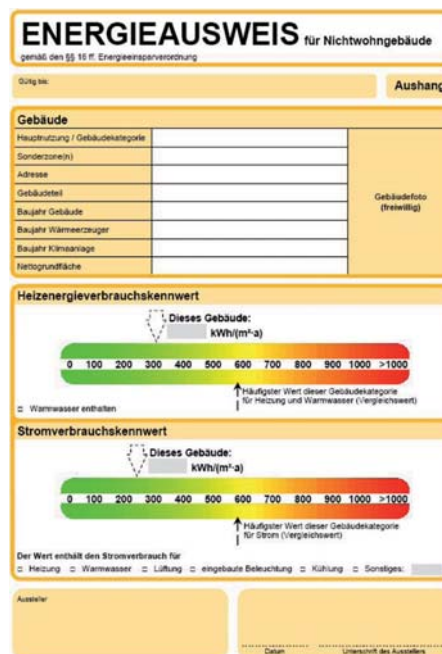 ENERGIEAUSWEIS für Nichtwohngebäude
gemäß den §§ 16 ff. Energieeinsparverordnung
Gültig bis:
Aushang
Gebäude
Hauptnutzung / Gebäudekategorie
Sonderzone(n)
Adresse
Gebäudeteil
Baujahr Gebäude
Baujahr Wärmeerzeuger
Baujahr Klimaanlage
Nettogrundfläche
Gebäudefoto
(freiwillig)
Heizenergieverbrauchskennwert
Dieses Gebäude:
kWh/(m²·a)
0 100 200 300 400 500 600 700 800 900 1000 >1000
Häufigster Wert dieser Gebäudekategorie
für Heizung und Warmwasser (Vergleichswert)
□ Warmwasser enthalten
Stromverbrauchskennwert
Dieses Gebäude:
kWh/(m²·a)
0 100 200 300 400 500 600 700 800 900 1000 >1000
Häufigster Wert dieser Gebäudekategorie
für Strom (Vergleichswert)
Der Wert enthält den Stromverbrauch für
□ Heizung □ Warmwasser □ Lüftung □ eingebaute Beleuchtung □ Kühlung □ Sonstiges:
Aussteller
Datum Unterschrift des Ausstellers